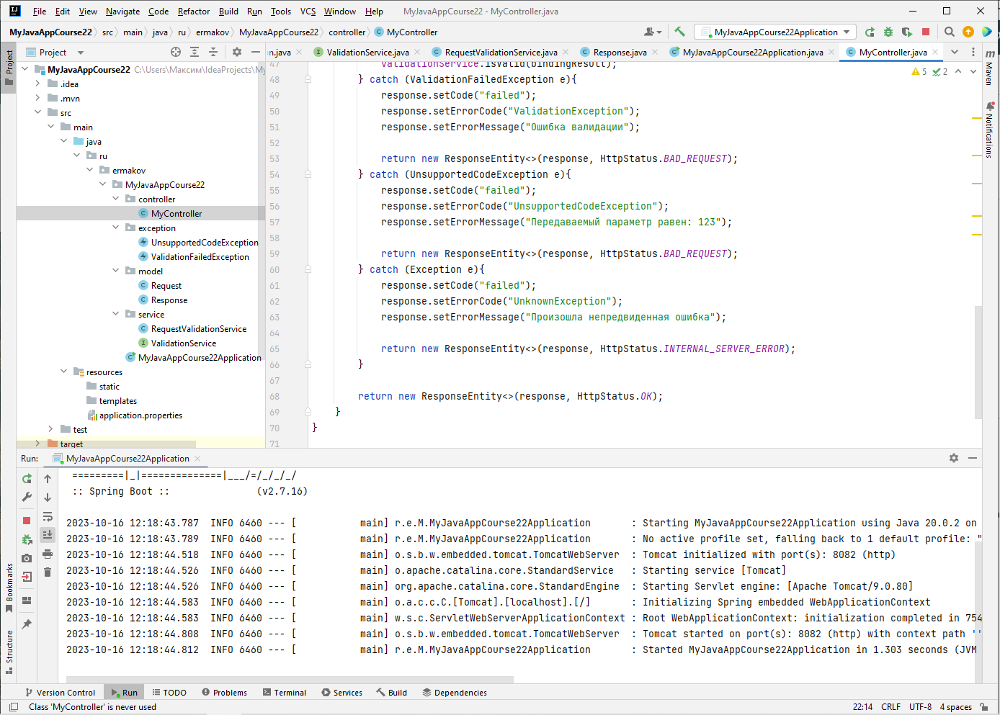 File Edit View Navigate Code Refactor Build Run Tools VCS Window Help MyJavaAppCourse22 - MyController.java
MyJavaAppCourse22 src main java ru ermakov MyJavaAppCourse22 controller MyController MyJavaAppCourse22Application
Project n.java ValidationService.java RequestValidationService.java Response.java MyJavaAppCourse22Application.java MyController.java
Project
Maven
Notifications
Bookmarks
Structure
MyJavaAppCourse22 C:\Users\Максим\IdeaProjects\My
.idea
.mvn
src
main
java
ru
ermakov
MyJavaAppCourse22
controller
MyController
exception
UnsupportedCodeException
ValidationFailedException
model
Request
Response
service
RequestValidationService
ValidationService
MyJavaAppCourse22Application
resources
static
templates
application.properties
test
target
5 2
47 validationService.isValid(bindingResult);
48 } catch (ValidationFailedException e){
49 response.setCode("failed");
50 response.setErrorCode("ValidationException");
51 response.setErrorMessage("Ошибка валидации");
52
53 return new ResponseEntity<>(response, HttpStatus.BAD_REQUEST);
54 } catch (UnsupportedCodeException e){
55 response.setCode("failed");
56 response.setErrorCode("UnsupportedCodeException");
57 response.setErrorMessage("Передаваемый параметр равен: 123");
58
59 return new ResponseEntity<>(response, HttpStatus.BAD_REQUEST);
60 } catch (Exception e){
61 response.setCode("failed");
62 response.setErrorCode("UnknownException");
63 response.setErrorMessage("Произошла непредвиденная ошибка");
64
65 return new ResponseEntity<>(response, HttpStatus.INTERNAL_SERVER_ERROR);
66 }
67
68 return new ResponseEntity<>(response, HttpStatus.OK);
69 }
70 }
71
Run: MyJavaAppCourse22Application
=========|_|==============|___/=/_/_/_/
:: Spring Boot :: (v2.7.16)
2023-10-16 12:18:43.787 INFO 6460 --- [ main] r.e.M.MyJavaAppCourse22Application : Starting MyJavaAppCourse22Application using Java 20.0.2 on
2023-10-16 12:18:43.789 INFO 6460 --- [ main] r.e.M.MyJavaAppCourse22Application : No active profile set, falling back to 1 default profile: "
2023-10-16 12:18:44.518 INFO 6460 --- [ main] o.s.b.w.embedded.tomcat.TomcatWebServer : Tomcat initialized with port(s): 8082 (http)
2023-10-16 12:18:44.526 INFO 6460 --- [ main] o.apache.catalina.core.StandardService : Starting service [Tomcat]
2023-10-16 12:18:44.526 INFO 6460 --- [ main] org.apache.catalina.core.StandardEngine : Starting Servlet engine: [Apache Tomcat/9.0.80]
2023-10-16 12:18:44.583 INFO 6460 --- [ main] o.a.c.c.C.[Tomcat].[localhost].[/] : Initializing Spring embedded WebApplicationContext
2023-10-16 12:18:44.583 INFO 6460 --- [ main] w.s.c.ServletWebServerApplicationContext : Root WebApplicationContext: initialization completed in 754
2023-10-16 12:18:44.808 INFO 6460 --- [ main] o.s.b.w.embedded.tomcat.TomcatWebServer : Tomcat started on port(s): 8082 (http) with context path ''
2023-10-16 12:18:44.812 INFO 6460 --- [ main] r.e.M.MyJavaAppCourse22Application : Started MyJavaAppCourse22Application in 1.303 seconds (JVM
Version Control Run TODO Problems Terminal Services Build Dependencies
Class 'MyController' is never used 22:14 CRLF UTF-8 4 spaces